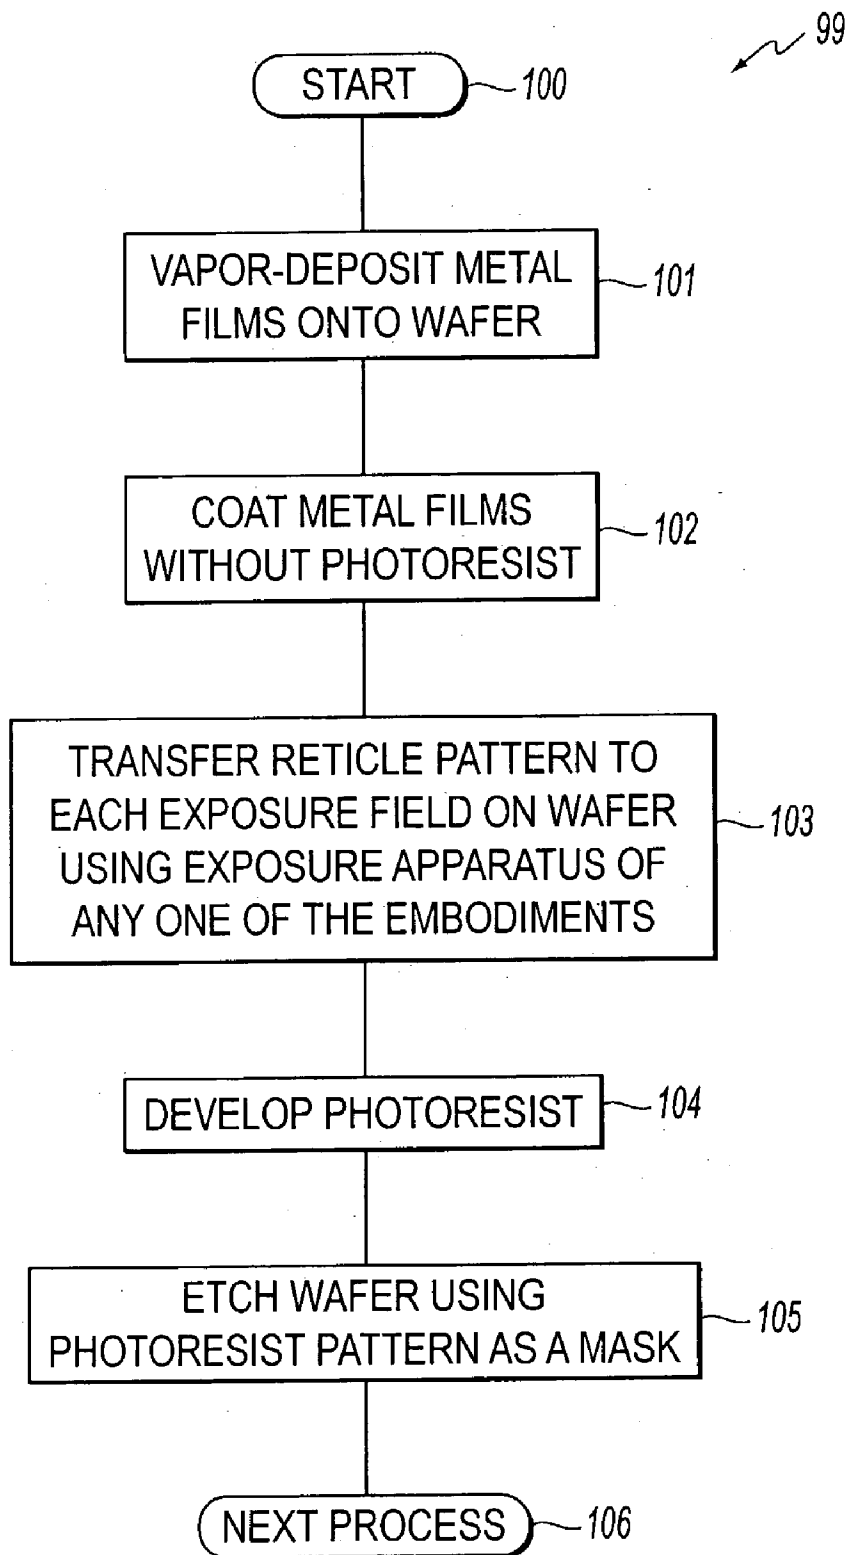 99
START
100
VAPOR-DEPOSIT METAL
FILMS ONTO WAFER
101
COAT METAL FILMS
WITHOUT PHOTORESIST
102
TRANSFER RETICLE PATTERN TO
EACH EXPOSURE FIELD ON WAFER
USING EXPOSURE APPARATUS OF
ANY ONE OF THE EMBODIMENTS
103
DEVELOP PHOTORESIST
104
ETCH WAFER USING
PHOTORESIST PATTERN AS A MASK
105
NEXT PROCESS
106